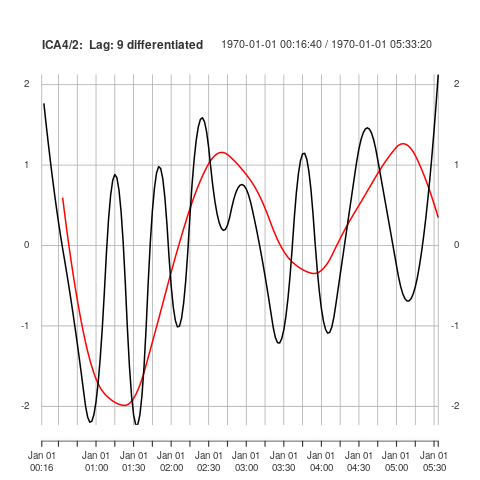 ICA4/2:  Lag: 9 differentiated 1970-01-01 00:16:40 / 1970-01-01 05:33:20
2 2
1 1
0 0
-1 -1
-2 -2
Jan 01 Jan 01 Jan 01 Jan 01 Jan 01 Jan 01 Jan 01 Jan 01 Jan 01 Jan 01 Jan 01
00:16 01:00 01:30 02:00 02:30 03:00 03:30 04:00 04:30 05:00 05:30